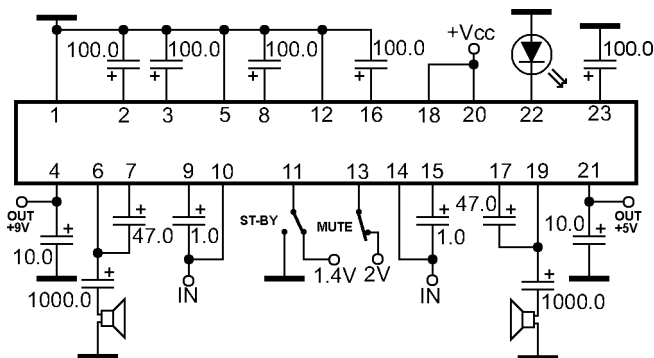 +Vcc
100.0 100.0 100.0 100.0 100.0
+ + + + +
1 2 3 5 8 12 16 18 20 22 23
4 6 7 9 10 11 13 14 15 17 19 21
OUT
+9V
+ + + + + +
ST-BY MUTE
47.0 1.0 1.0 47.0
OUT
+5V
10.0 10.0
1.4V 2V
+ +
IN IN
1000.0 1000.0